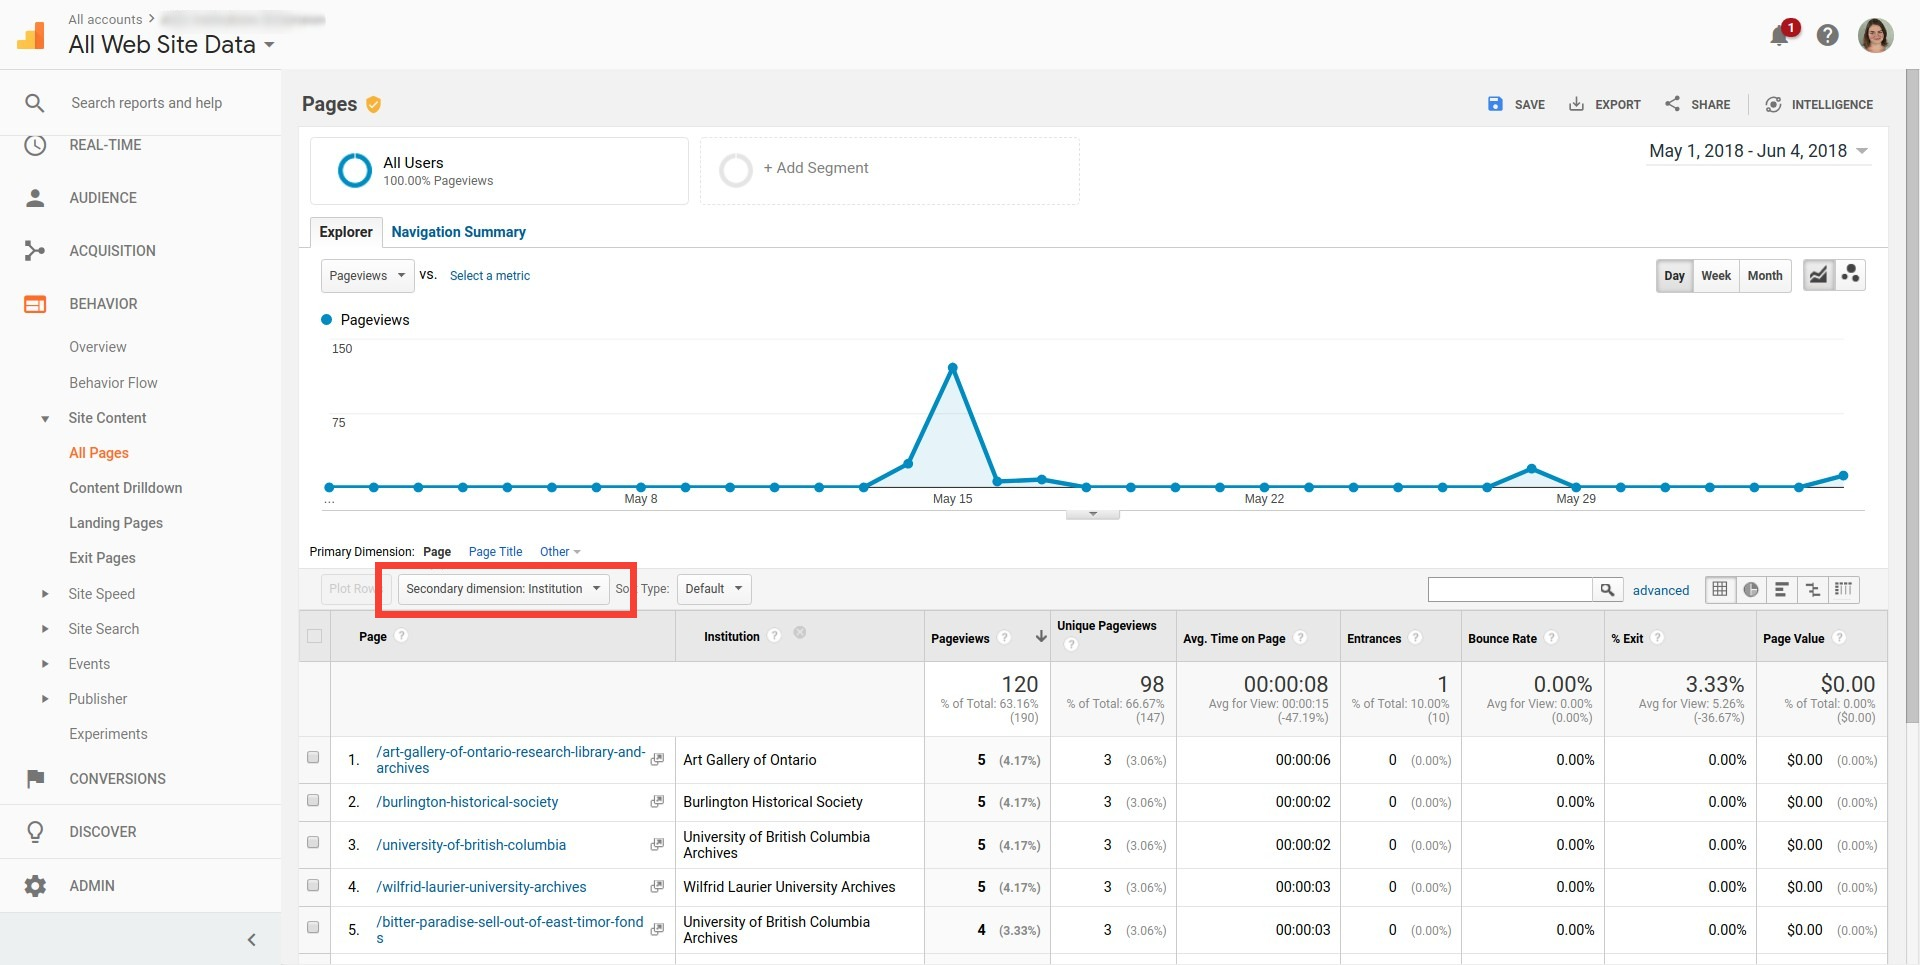 All accounts >
All Web Site Data
1
Search reports and help
REAL-TIME
AUDIENCE
ACQUISITION
BEHAVIOR
Overview
Behavior Flow
Site Content
All Pages
Content Drilldown
Landing Pages
Exit Pages
Site Speed
Site Search
Events
Publisher
Experiments
CONVERSIONS
DISCOVER
ADMIN
Pages
SAVE EXPORT SHARE INTELLIGENCE
All Users
100.00% Pageviews
+ Add Segment
May 1, 2018 - Jun 4, 2018
Explorer Navigation Summary
Pageviews VS. Select a metric
Day Week Month
Pageviews
150
75
... May 8 May 15 May 22 May 29
Primary Dimension: Page Page Title Other
Plot Row Secondary dimension: Institution So Type: Default advanced
Page Institution Pageviews Unique Pageviews Avg. Time on Page Entrances Bounce Rate % Exit Page Value
120 98 00:00:08 1 0.00% 3.33% $0.00
% of Total: 63.16% % of Total: 66.67% Avg for View: 00:00:15 % of Total: 10.00% Avg for View: 0.00% Avg for View: 5.26% % of Total: 0.00%
(190) (147) (-47.19%) (10) (0.00%) (-36.67%) ($0.00)
1. /art-gallery-of-ontario-research-library-and-
archives Art Gallery of Ontario 5 (4.17%) 3 (3.06%) 00:00:06 0 (0.00%) 0.00% 0.00% $0.00 (0.00%)
2. /burlington-historical-society Burlington Historical Society 5 (4.17%) 3 (3.06%) 00:00:02 0 (0.00%) 0.00% 0.00% $0.00 (0.00%)
3. /university-of-british-columbia University of British Columbia
Archives 5 (4.17%) 3 (3.06%) 00:00:02 0 (0.00%) 0.00% 0.00% $0.00 (0.00%)
4. /wilfrid-laurier-university-archives Wilfrid Laurier University Archives 5 (4.17%) 3 (3.06%) 00:00:03 0 (0.00%) 0.00% 0.00% $0.00 (0.00%)
5. /bitter-paradise-sell-out-of-east-timor-fond University of British Columbia
s Archives 4 (3.33%) 3 (3.06%) 00:00:03 0 (0.00%) 0.00% 0.00% $0.00 (0.00%)